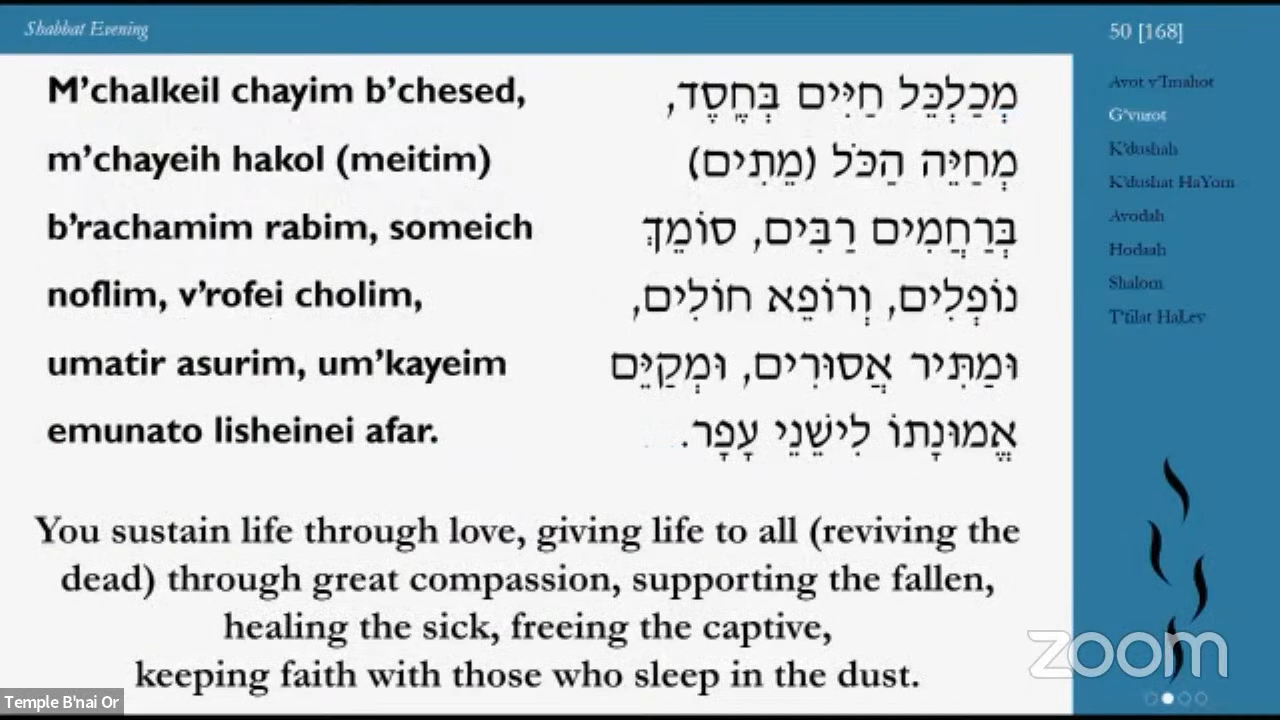 Shabbat Evening
50 [168]
M'chalkeil chayim b'chesed,
m'chayeih hakol (meitim)
b'rachamim rabim, someich
noflim, v'rofei cholim,
umatir asurim, um'kayeim
emunato lisheinei afar.
מְכַלְכֵּל חַיִּים בְּחֶֽסֶד,
מְחַיֵּה הַכֹּל (מֵתִים)
בְּרַחֲמִים רַבִּים, סוֹמֵךְ
נוֹפְלִים, וְרוֹפֵא חוֹלִים,
וּמַתִּיר אֲסוּרִים, וּמְקַיֵּם
אֱמוּנָתוֹ לִישֵׁנֵי עָפָר.
You sustain life through love, giving life to all (reviving the
dead) through great compassion, supporting the fallen,
healing the sick, freeing the captive,
keeping faith with those who sleep in the dust.
Avot v'Imahot
G'vurot
K'dushah
K'dushat HaYom
Avodah
Hodaah
Shalom
T'filat HaLev
zoom
Temple B'nai Or